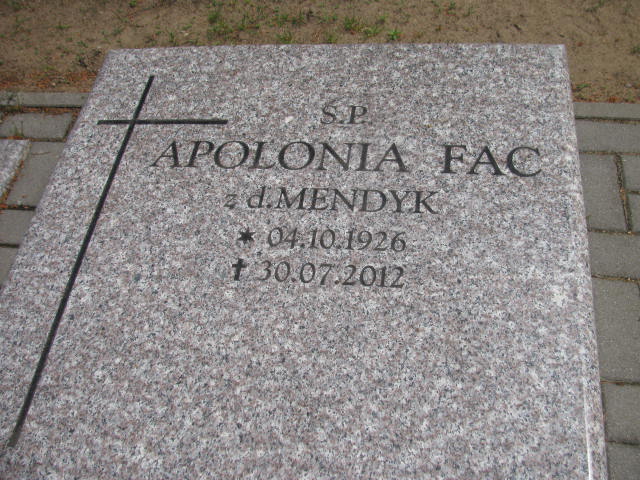 Ś.P.
APOLONIA FAC
z d.MENDYK
* 04.10.1926
✝ 30.07.2012